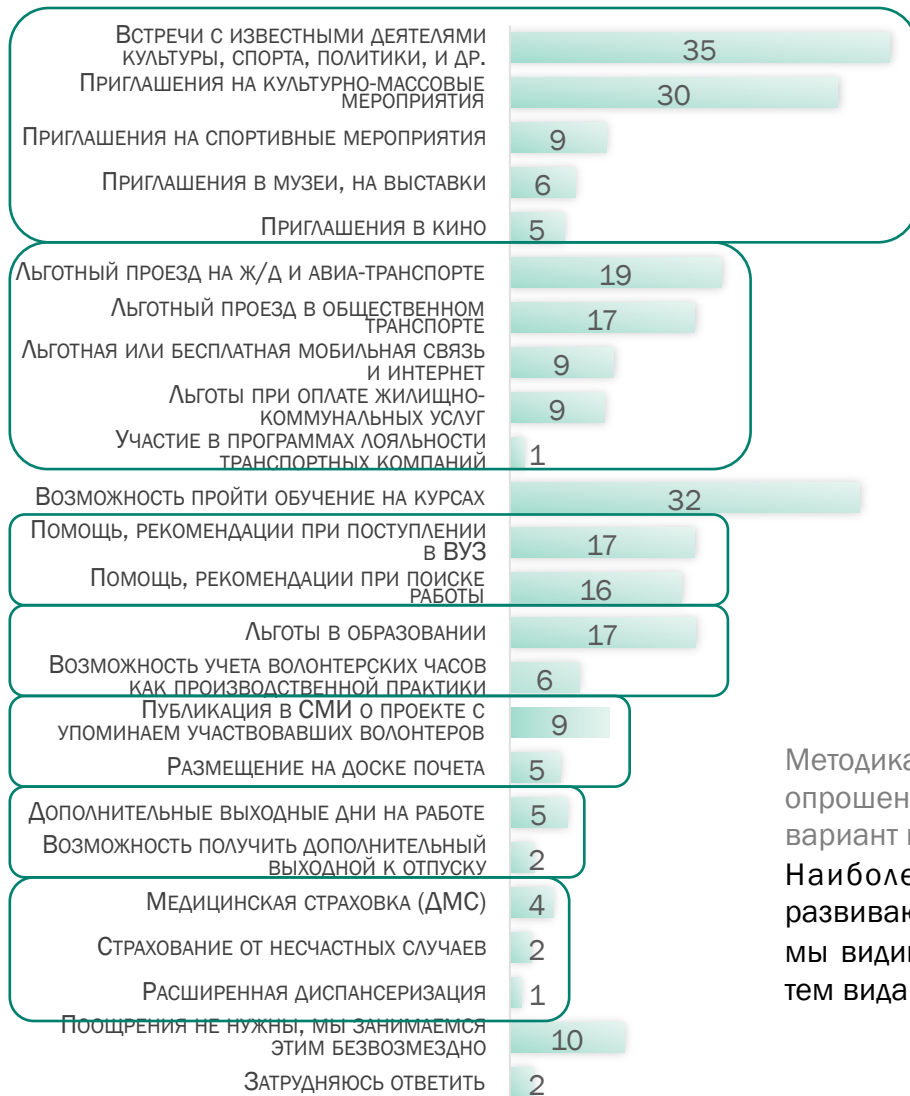 Встречи с известными деятелями
культуры, спорта, политики, и др.
35
Приглашения на культурно-массовые
мероприятия
30
Приглашения на спортивные мероприятия
9
Приглашения в музеи, на выставки
6
Приглашения в кино
5
Льготный проезд на ж/д и авиа-транспорте
19
Льготный проезд в общественном
транспорте
17
Льготная или бесплатная мобильная связь
и интернет
9
Льготы при оплате жилищно-
коммунальных услуг
9
Участие в программах лояльности
транспортных компаний
1
Возможность пройти обучение на курсах
32
Помощь, рекомендации при поступлении
в ВУЗ
17
Помощь, рекомендации при поиске
работы
16
Льготы в образовании
17
Возможность учета волонтерских часов
как производственной практики
6
Публикация в СМИ о проекте с
упоминаем участвовавших волонтеров
9
Размещение на доске почета
5
Дополнительные выходные дни на работе
5
Возможность получить дополнительный
выходной к отпуску
2
Медицинская страховка (ДМС)
4
Страхование от несчастных случаев
2
Расширенная диспансеризация
1
Поощрения не нужны, мы занимаемся
этим безвозмездно
10
Затрудняюсь ответить
2
Методика
опрошен
вариант
Наиболе
развиваю
мы види
тем вида